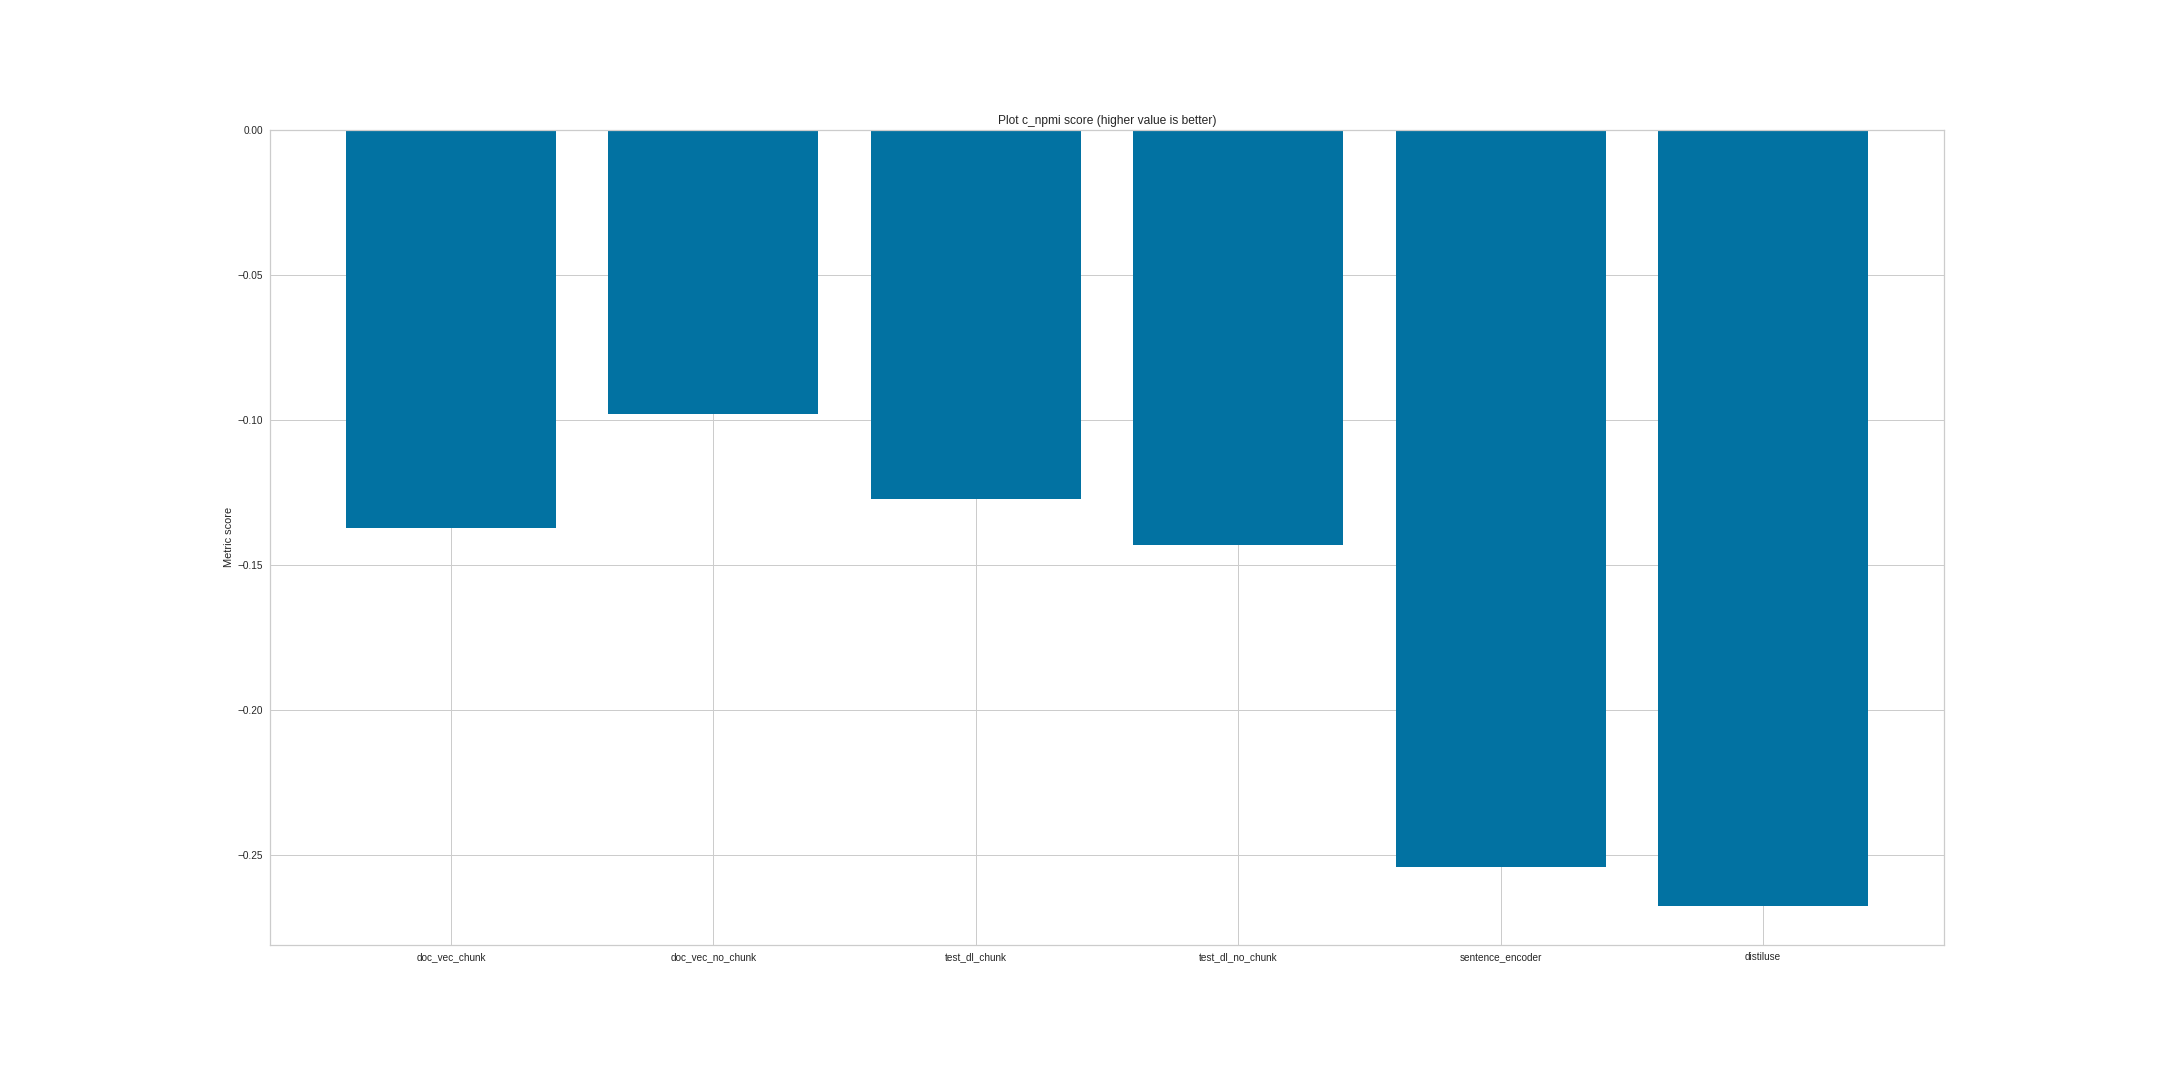 Plot c_npmi score (higher value is better)
0.00
−0.05
−0.10
−0.15
−0.20
−0.25
Metric score
doc_vec_chunk
doc_vec_no_chunk
test_dl_chunk
test_dl_no_chunk
sentence_encoder
distiluse